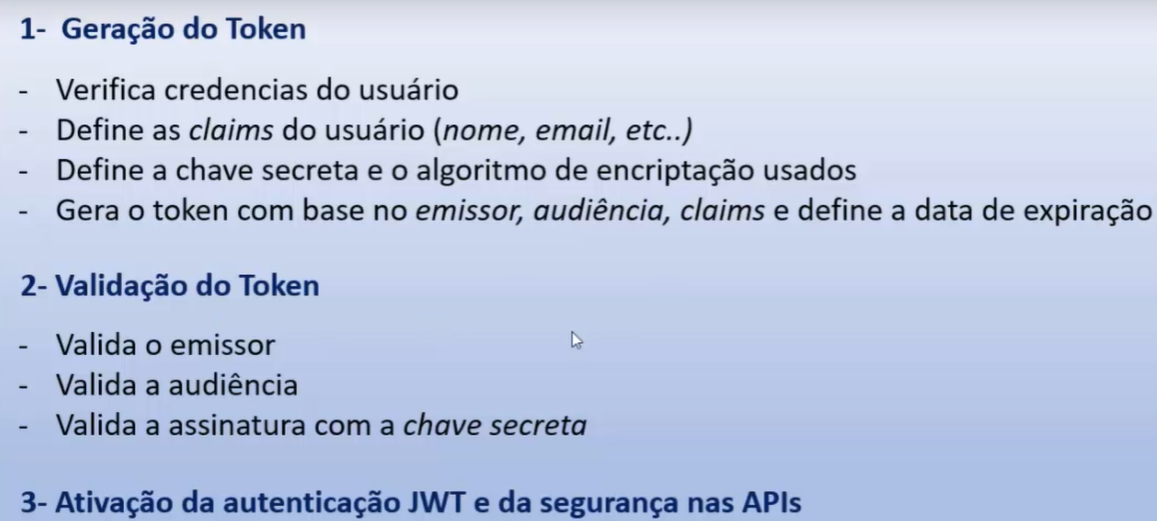 1- Geração do Token
- Verifica credencias do usuário
- Define as claims do usuário (nome, email, etc..)
- Define a chave secreta e o algoritmo de encriptação usados
- Gera o token com base no emissor, audiência, claims e define a data de expiração
2- Validação do Token
- Valida o emissor
- Valida a audiência
- Valida a assinatura com a chave secreta
3- Ativação da autenticação JWT e da segurança nas APIs